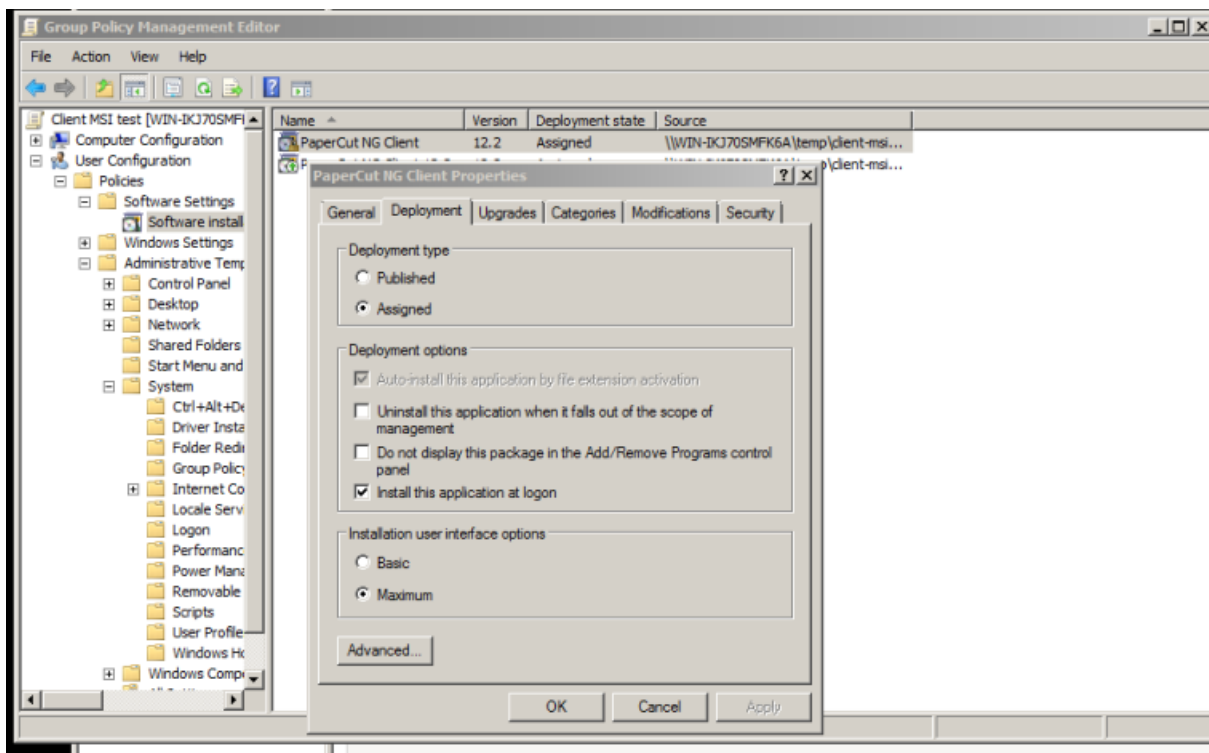 Group Policy Management Editor
File Action View Help
Client MSI test [WIN-IKJ70SMF
Computer Configuration
User Configuration
Policies
Software Settings
Software install
Windows Settings
Administrative Temp
Control Panel
Desktop
Network
Shared Folders
Start Menu and
System
Ctrl+Alt+De
Driver Insta
Folder Redi
Group Policy
Internet Co
Locale Serv
Logon
Performanc
Power Mana
Removable
Scripts
User Profile
Windows Ho
Windows Compo
Name Version Deployment state Source
PaperCut NG Client 12.2 Assigned \\WIN-IKJ70SMFK6A\temp\client-msi...
p\client-msi...
PaperCut NG Client Properties
General Deployment Upgrades Categories Modifications Security
Deployment type
Published
Assigned
Deployment options
Auto-install this application by file extension activation
Uninstall this application when it falls out of the scope of
management
Do not display this package in the Add/Remove Programs control
panel
Install this application at logon
Installation user interface options
Basic
Maximum
Advanced...
OK Cancel Apply